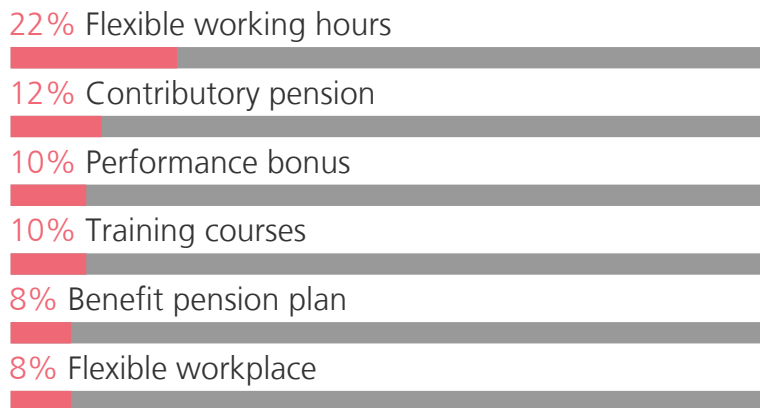 22% Flexible working hours
12% Contributory pension
10% Performance bonus
10% Training courses
8% Benefit pension plan
8% Flexible workplace